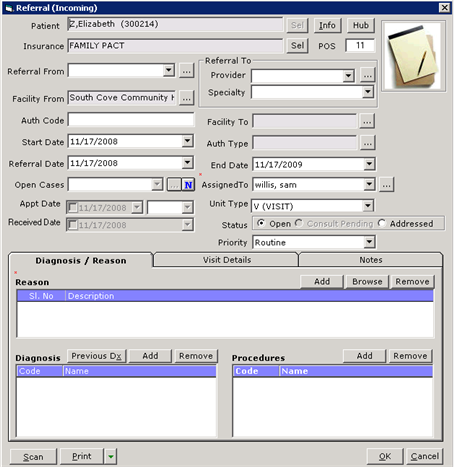 Referral (Incoming)
Patient Z,Elizabeth (300214) Sel Info Hub
Insurance FAMILY PACT Sel POS 11
Referral To
Referral From ... Provider ...
Specialty
Facility From South Cove Community H ... Facility To ...
Auth Code Auth Type ...
Start Date 11/17/2008
Referral Date 11/17/2008 End Date 11/17/2009
Open Cases ... N AssignedTo willis, sam ...
Appt Date 11/17/2008 Unit Type V (VISIT)
Received Date 11/17/2008 Status Open Consult Pending Addressed
Priority Routine
Diagnosis / Reason Visit Details Notes
Reason Add Browse Remove
Sl. No Description
Diagnosis Previous Dx Add Remove Procedures Add Remove
Code Name Code Name
Scan Print OK Cancel